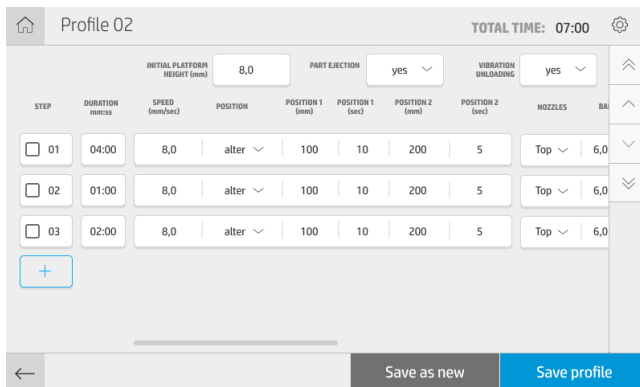 Profile 02 TOTAL TIME: 07:00
INITIAL PLATFORM HEIGHT (mm) 8,0 PART EJECTION yes VIBRATION UNLOADING yes
STEP DURATION mm:ss SPEED (mm/sec) POSITION POSITION 1 (mm) POSITION 1 (sec) POSITION 2 (mm) POSITION 2 (sec) NOZZLES BA
01 04:00 8,0 alter 100 10 200 5 Top 6,0
02 01:00 8,0 alter 100 10 200 5 Top 6,0
03 02:00 8,0 alter 100 10 200 5 Top 6,0
+
Save as new Save profile